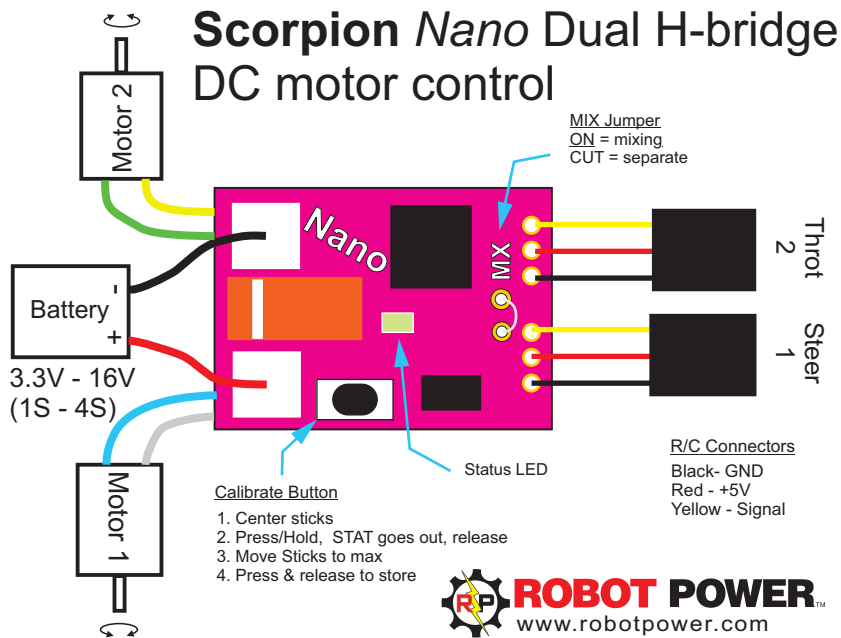 Scorpion Nano Dual H-bridge
DC motor control
Motor 2
MIX Jumper
ON = mixing
CUT = separate
Nano
MX
Throt
2
Battery
-
+
3.3V - 16V
(1S - 4S)
Steer
1
Motor 1
Status LED
Calibrate Button
1. Center sticks
2. Press/Hold, STAT goes out, release
3. Move Sticks to max
4. Press & release to store
R/C Connectors
Black- GND
Red - +5V
Yellow - Signal
RP
ROBOT POWER™
www.robotpower.com